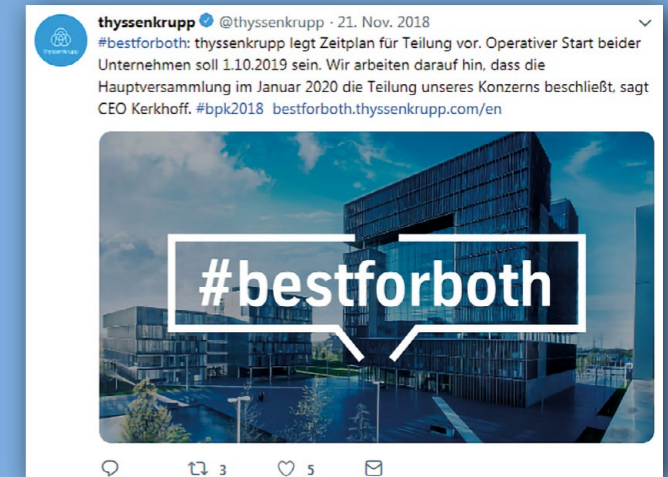 thyssenkrupp @thyssenkrupp · 21. Nov. 2018
#bestforboth: thyssenkrupp legt Zeitplan für Teilung vor. Operativer Start beider
Unternehmen soll 1.10.2019 sein. Wir arbeiten darauf hin, dass die
Hauptversammlung im Januar 2020 die Teilung unseres Konzerns beschließt, sagt
CEO Kerkhoff. #bpk2018 bestforboth.thyssenkrupp.com/en
thyssenkrupp
#bestforboth
3 5